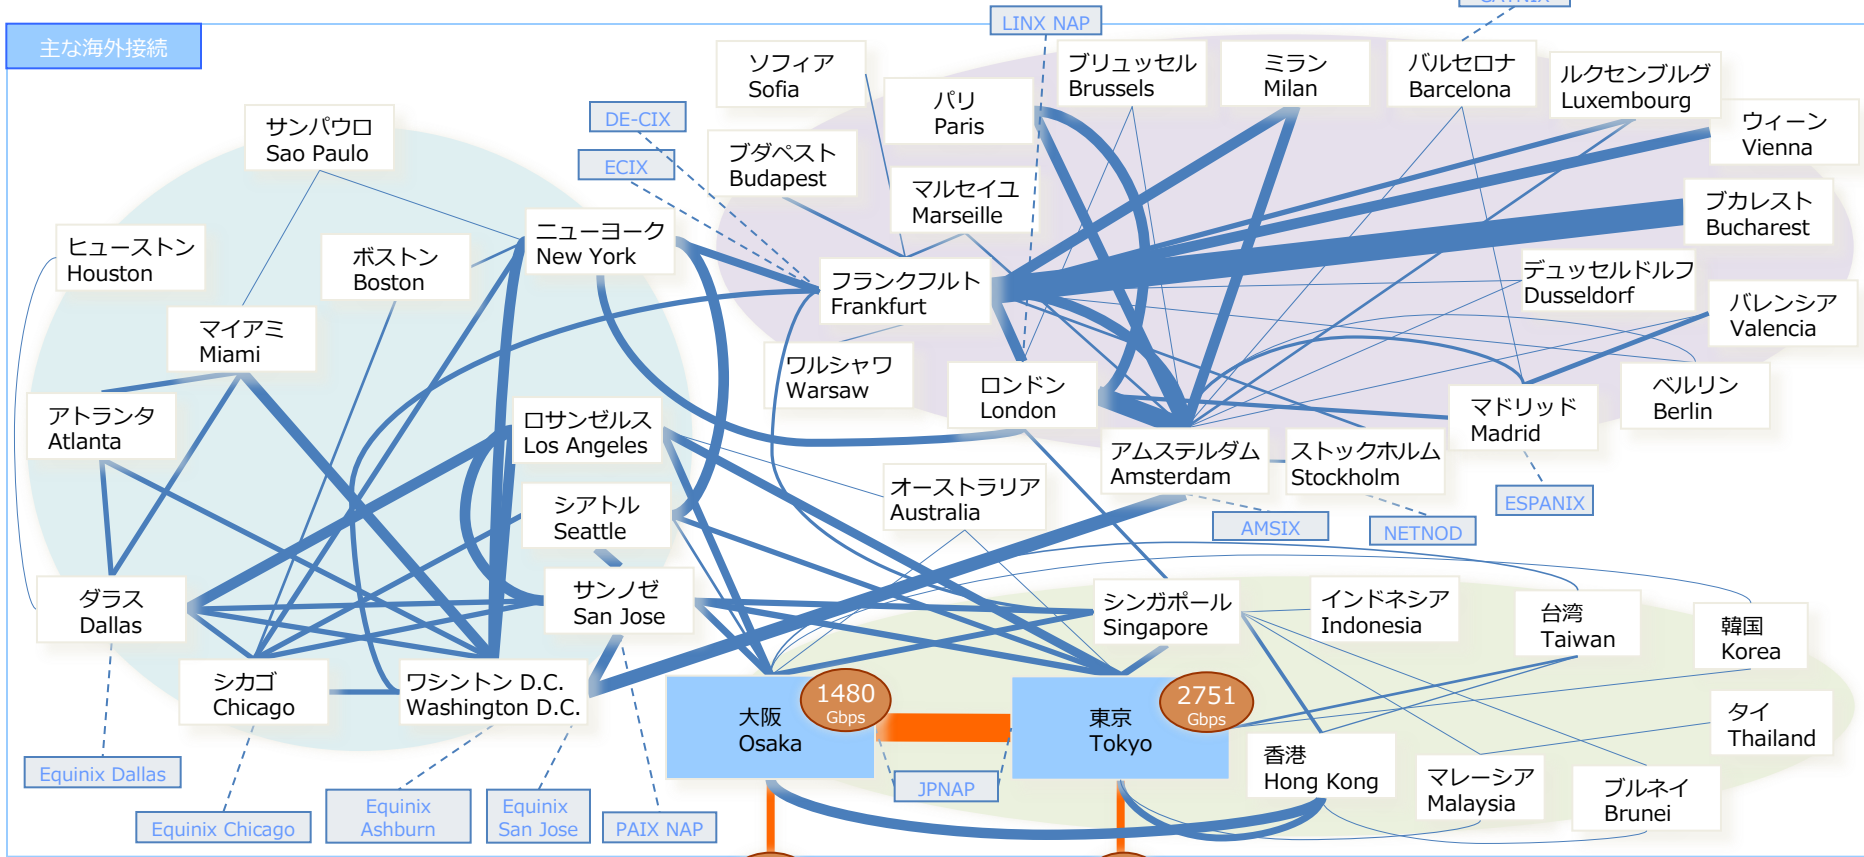 主な海外接続
LINX NAP
DE-CIX
ECIX
ソフィア
Sofia
パリ
Paris
ブリュッセル
Brussels
ミラン
Milan
バルセロナ
Barcelona
ルクセンブルグ
Luxembourg
ウィーン
Vienna
サンパウロ
Sao Paulo
ブダペスト
Budapest
マルセイユ
Marseille
ブカレスト
Bucharest
ヒューストン
Houston
ボストン
Boston
ニューヨーク
New York
フランクフルト
Frankfurt
デュッセルドルフ
Dusseldorf
バレンシア
Valencia
マイアミ
Miami
ワルシャワ
Warsaw
ロンドン
London
ベルリン
Berlin
アトランタ
Atlanta
ロサンゼルス
Los Angeles
マドリッド
Madrid
アムステルダム
Amsterdam
ストックホルム
Stockholm
オーストラリア
Australia
シアトル
Seattle
AMSIX
NETNOD
ESPANIX
ダラス
Dallas
サンノゼ
San Jose
シンガポール
Singapore
インドネシア
Indonesia
台湾
Taiwan
韓国
Korea
シカゴ
Chicago
ワシントン D.C.
Washington D.C.
大阪
Osaka
1480
Gbps
東京
Tokyo
2751
Gbps
タイ
Thailand
香港
Hong Kong
マレーシア
Malaysia
ブルネイ
Brunei
JPNAP
Equinix Dallas
Equinix Chicago
Equinix
Ashburn
Equinix
San Jose
PAIX NAP